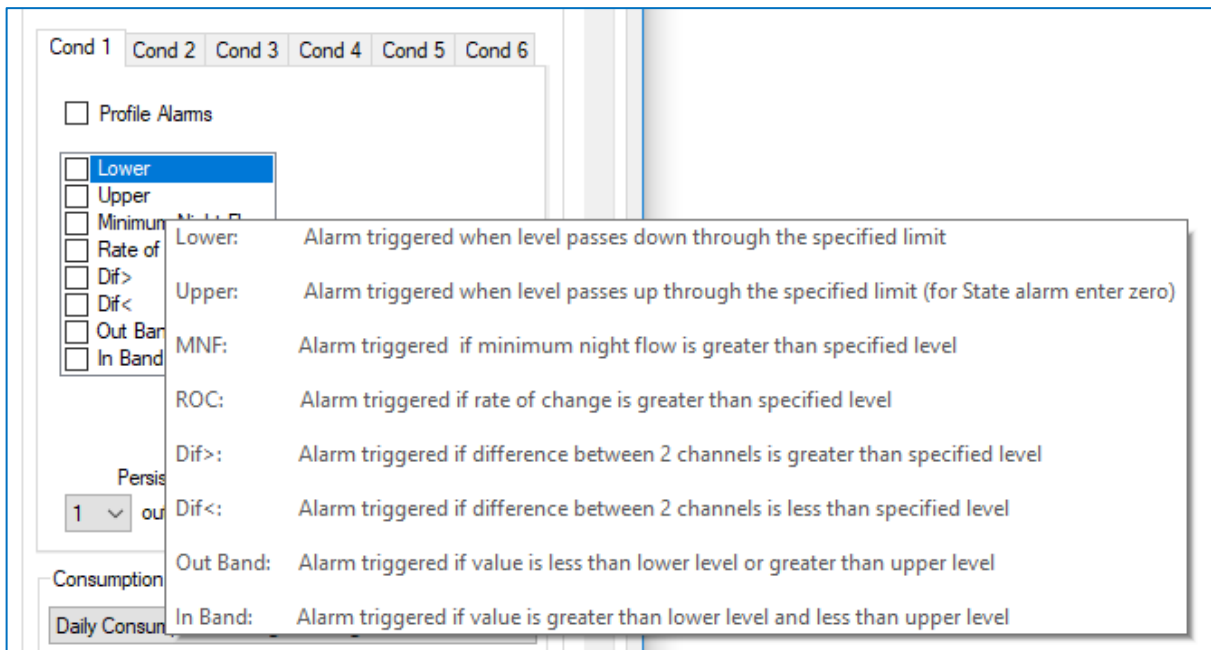 Cond 1 Cond 2 Cond 3 Cond 4 Cond 5 Cond 6
Profile Alarms
Lower
Upper
Minimum
Rate of
Dif>
Dif<
Out
In Band
Lower: Alarm triggered when level passes down through the specified limit
Upper: Alarm triggered when level passes up through the specified limit (for State alarm enter zero)
MNF: Alarm triggered if minimum night flow is greater than specified level
ROC: Alarm triggered if rate of change is greater than specified level
Dif>: Alarm triggered if difference between 2 channels is greater than specified level
Dif<: Alarm triggered if difference between 2 channels is less than specified level
Out Band: Alarm triggered if value is less than lower level or greater than upper level
In Band: Alarm triggered if value is greater than lower level and less than upper level
1
Consumption
Daily